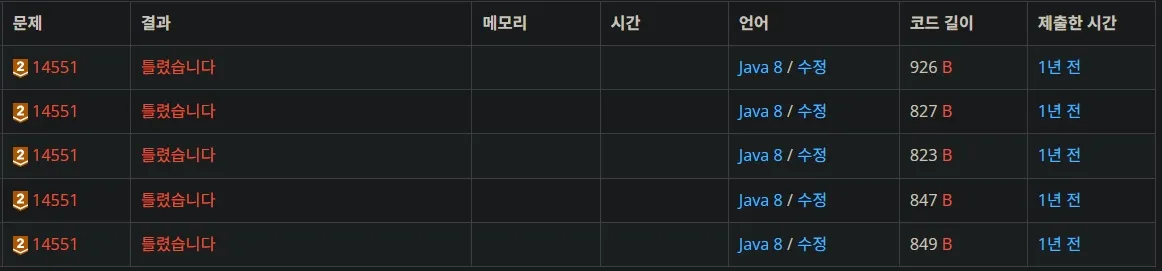 문제 결과 메모리 시간 언어 코드 길이 제출한 시간
2 14551 틀렸습니다 Java 8 / 수정 926 B 1년 전
2 14551 틀렸습니다 Java 8 / 수정 827 B 1년 전
2 14551 틀렸습니다 Java 8 / 수정 823 B 1년 전
2 14551 틀렸습니다 Java 8 / 수정 847 B 1년 전
2 14551 틀렸습니다 Java 8 / 수정 849 B 1년 전